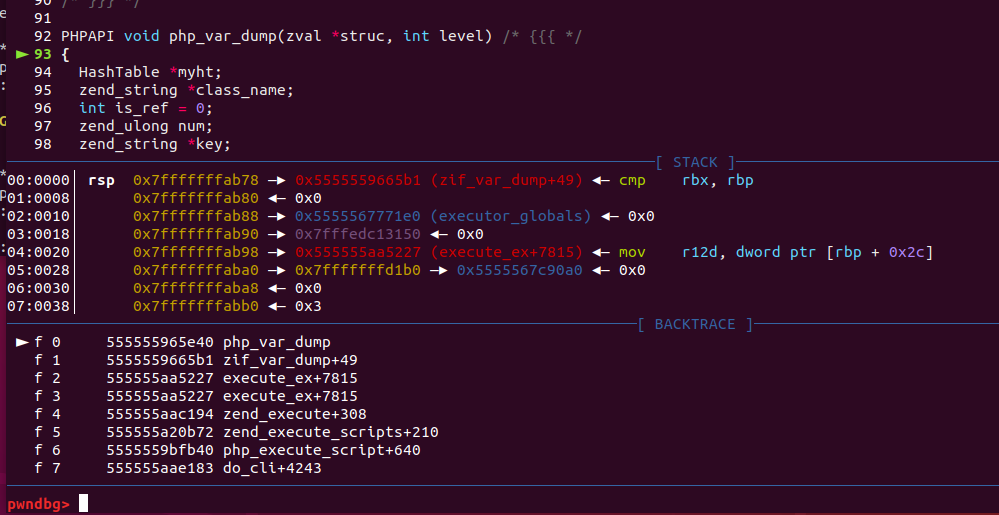 90 /* }}} */
91
92 PHPAPI void php_var_dump(zval *struc, int level) /* {{{ */
► 93 {
94   HashTable *myht;
95   zend_string *class_name;
96   int is_ref = 0;
97   zend_ulong num;
98   zend_string *key;
[ STACK ]
00:0000│ rsp  0x7fffffffab78 —▸ 0x5555559665b1 (zif_var_dump+49) ◂— cmp    rbx, rbp
01:0008│      0x7fffffffab80 ◂— 0x0
02:0010│      0x7fffffffab88 —▸ 0x5555567771e0 (executor_globals) ◂— 0x0
03:0018│      0x7fffffffab90 —▸ 0x7fffedc13150 ◂— 0x0
04:0020│      0x7fffffffab98 —▸ 0x555555aa5227 (execute_ex+7815) ◂— mov    r12d, dword ptr [rbp + 0x2c]
05:0028│      0x7fffffffaba0 —▸ 0x7fffffffd1b0 —▸ 0x5555567c90a0 ◂— 0x0
06:0030│      0x7fffffffaba8 ◂— 0x0
07:0038│      0x7fffffffabb0 ◂— 0x3
[ BACKTRACE ]
► f 0     555555965e40 php_var_dump
f 1     5555559665b1 zif_var_dump+49
f 2     555555aa5227 execute_ex+7815
f 3     555555aa5227 execute_ex+7815
f 4     555555aac194 zend_execute+308
f 5     555555a20b72 zend_execute_scripts+210
f 6     5555559bfb40 php_execute_script+640
f 7     555555aae183 do_cli+4243
pwndbg>